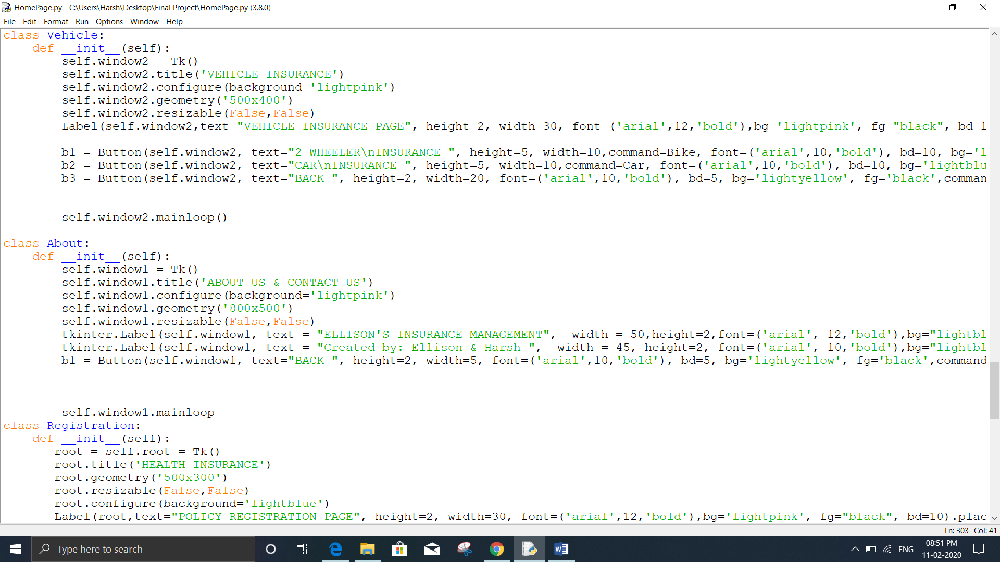 HomePage.py - C:\Users\Harsh\Desktop\Final Project\HomePage.py (3.8.0)
File Edit Format Run Options Window Help
class Vehicle:
    def __init__(self):
        self.window2 = Tk()
        self.window2.title('VEHICLE INSURANCE')
        self.window2.configure(background='lightpink')
        self.window2.geometry('500x400')
        self.window2.resizable(False,False)
        Label(self.window2,text="VEHICLE INSURANCE PAGE", height=2, width=30, font=('arial',12,'bold'),bg='lightpink', fg="black", bd=1
        b1 = Button(self.window2, text="2 WHEELER\nINSURANCE ", height=5, width=10,command=Bike, font=('arial',10,'bold'), bd=10, bg='l
        b2 = Button(self.window2, text="CAR\nINSURANCE ", height=5, width=10,command=Car, font=('arial',10,'bold'), bd=10, bg='lightblu
        b3 = Button(self.window2, text="BACK ", height=2, width=20, font=('arial',10,'bold'), bd=5, bg='lightyellow', fg='black',comman
        self.window2.mainloop()
class About:
    def __init__(self):
        self.window1 = Tk()
        self.window1.title('ABOUT US & CONTACT US')
        self.window1.configure(background='lightpink')
        self.window1.geometry('800x500')
        self.window1.resizable(False,False)
        tkinter.Label(self.window1, text = "ELLISON'S INSURANCE MANAGEMENT",  width = 50,height=2,font=('arial', 12,'bold'),bg="lightbl
        tkinter.Label(self.window1, text = "Created by: Ellison & Harsh ",  width = 45, height=2, font=('arial', 10,'bold'),bg="lightbl
        b1 = Button(self.window1, text="BACK ", height=2, width=5, font=('arial',10,'bold'), bd=5, bg='lightyellow', fg='black',command
        self.window1.mainloop
class Registration:
    def __init__(self):
       root = self.root = Tk()
       root.title('HEALTH INSURANCE')
       root.geometry('500x300')
       root.resizable(False,False)
       root.configure(background='lightblue')
       Label(root,text="POLICY REGISTRATION PAGE", height=2, width=30, font=('arial',12,'bold'),bg='lightpink', fg="black", bd=10).plac
Ln: 303 Col: 41
Type here to search
ENG
08:51 PM
11-02-2020